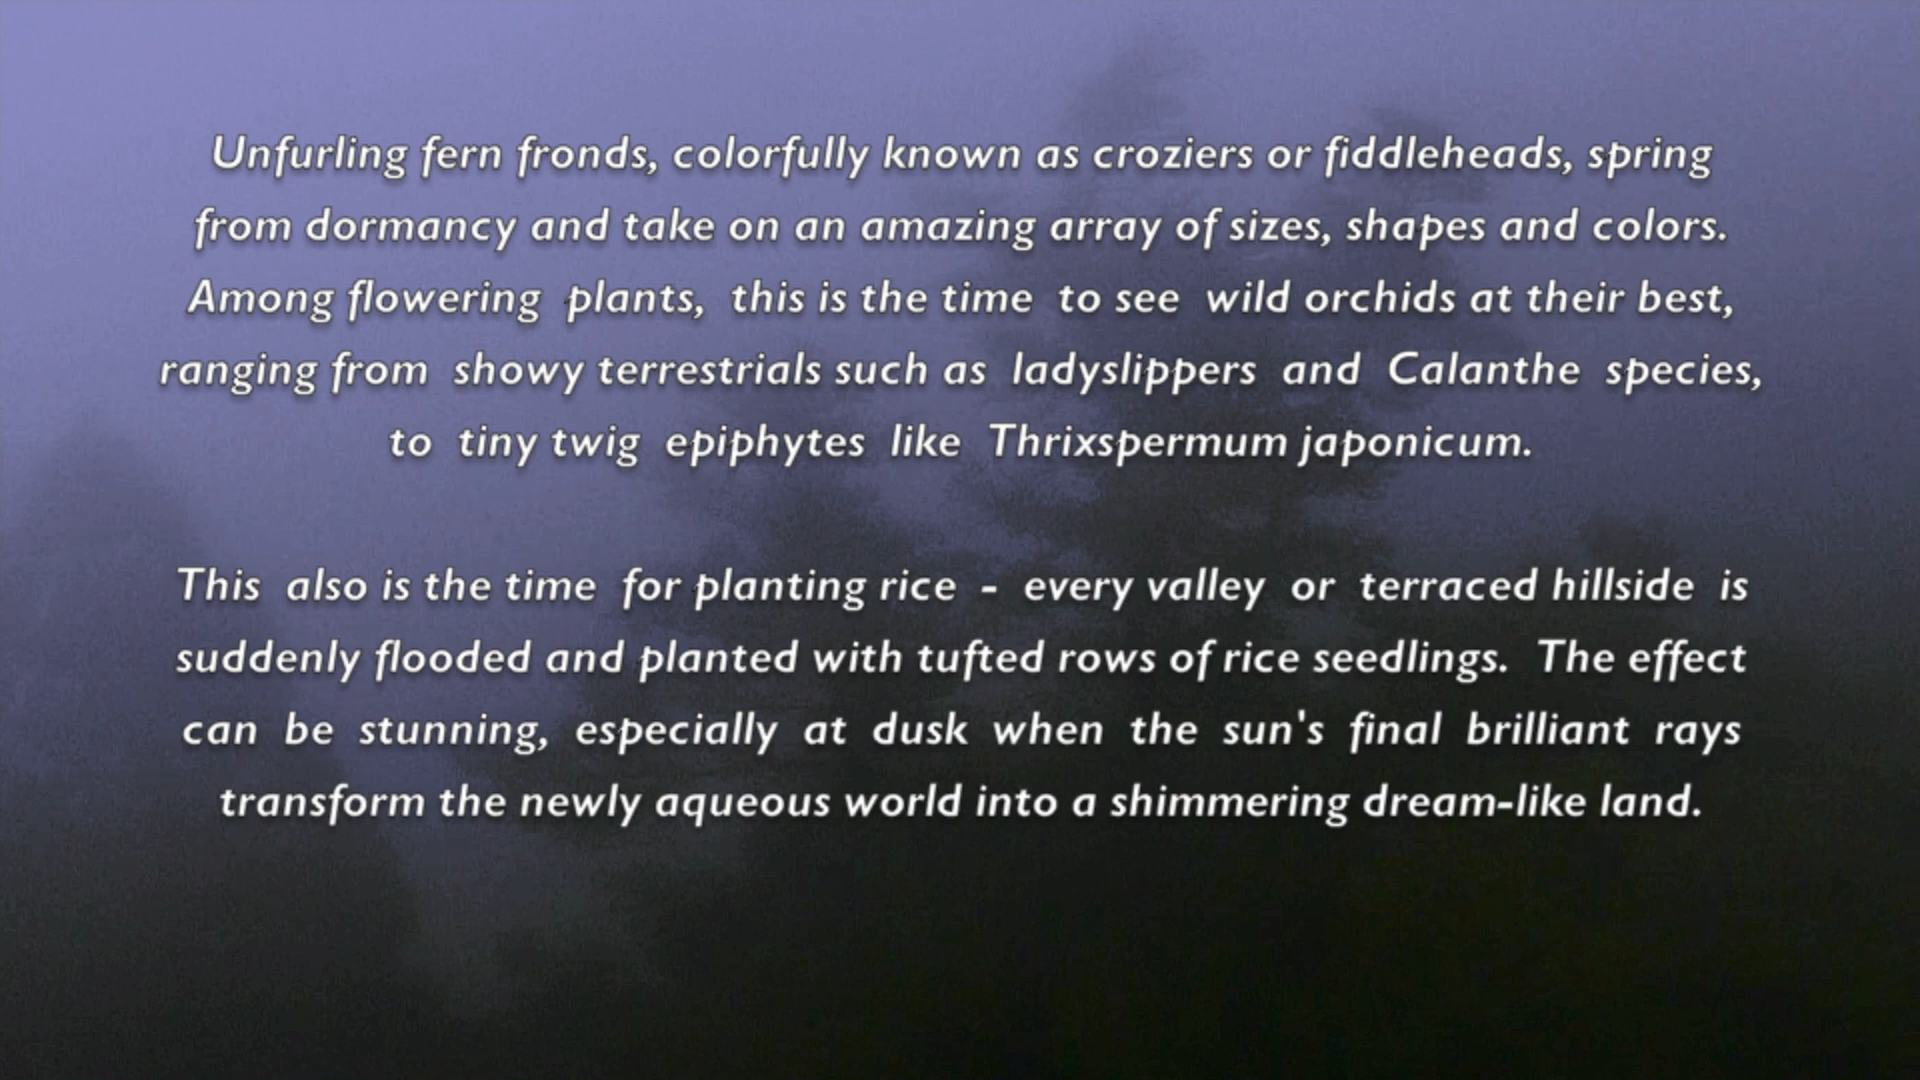 Unfurling fern fronds, colorfully known as croziers or fiddleheads, spring
from dormancy and take on an amazing array of sizes, shapes and colors.
Among flowering plants, this is the time to see wild orchids at their best,
ranging from showy terrestrials such as ladyslippers and Calanthe species,
to tiny twig epiphytes like Thrixspermum japonicum.
This also is the time for planting rice - every valley or terraced hillside is
suddenly flooded and planted with tufted rows of rice seedlings. The effect
can be stunning, especially at dusk when the sun's final brilliant rays
transform the newly aqueous world into a shimmering dream-like land.